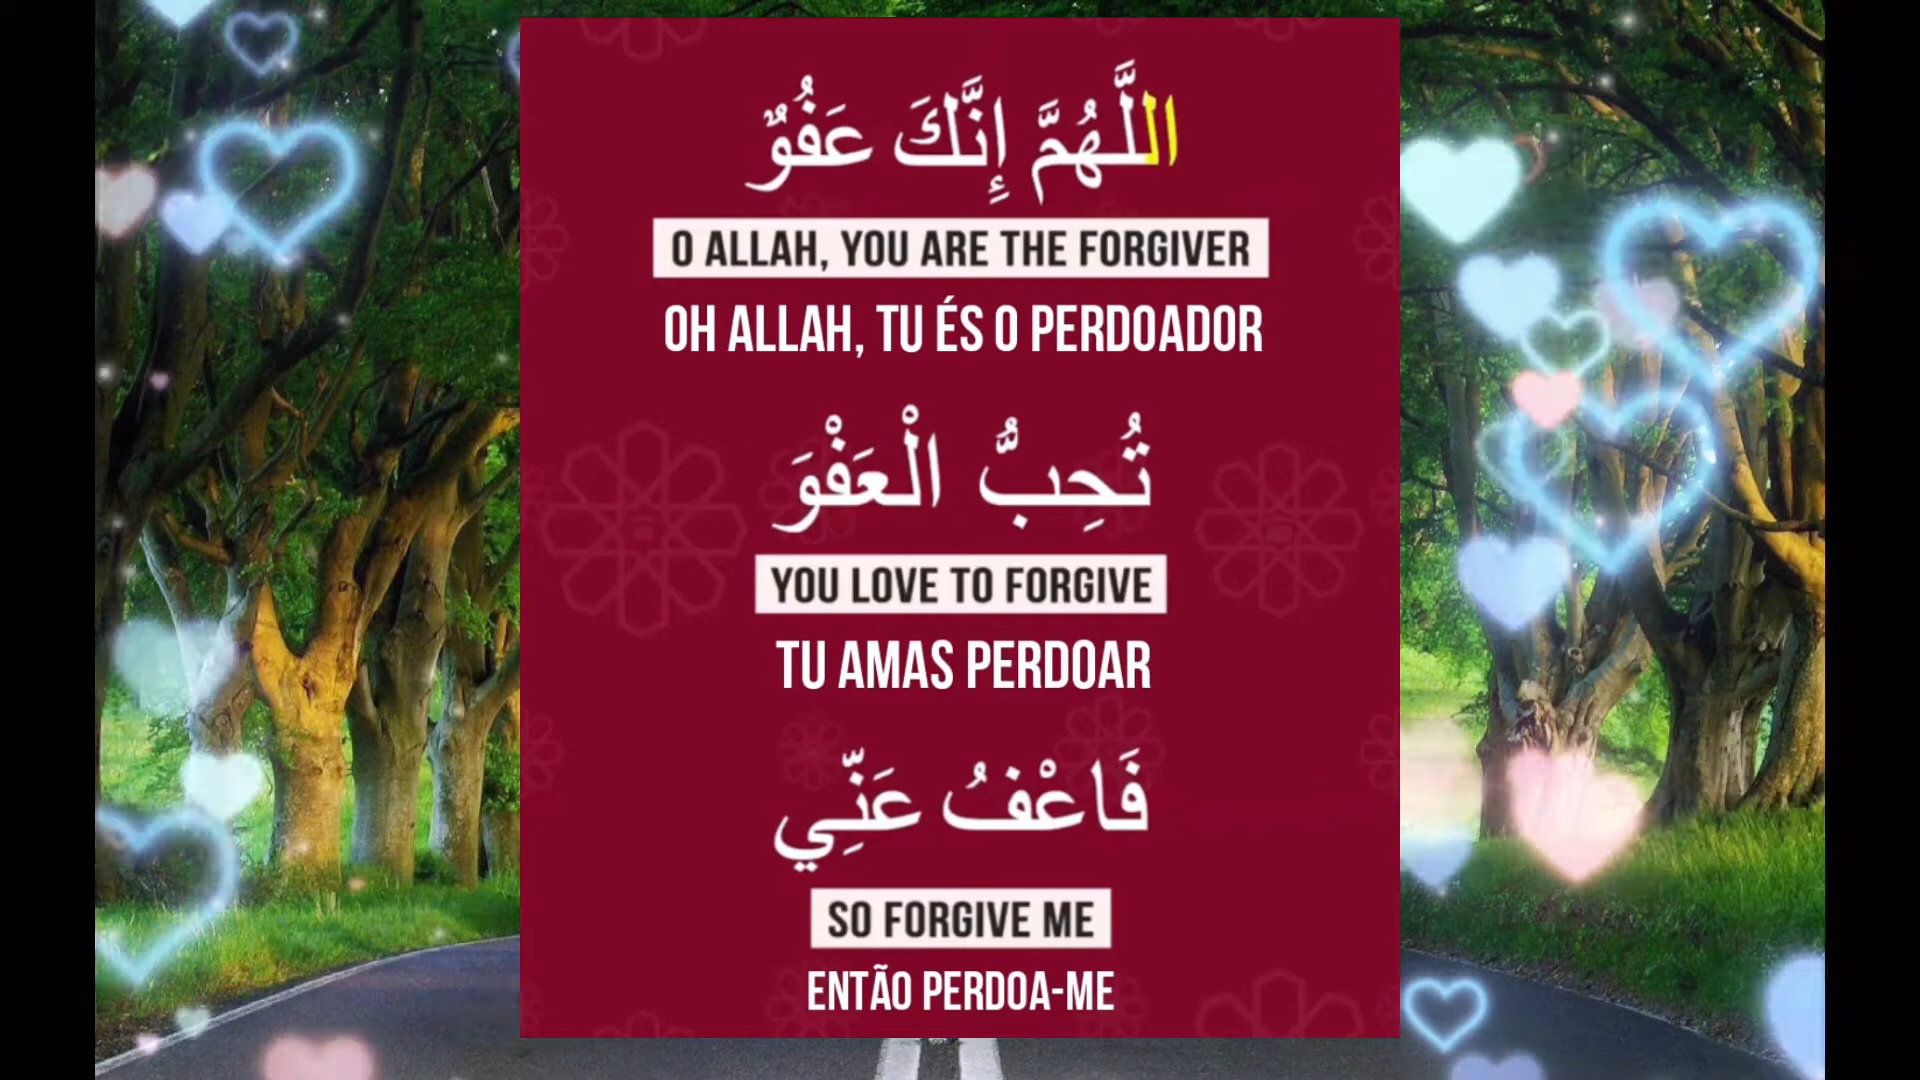 اللَّهُمَّ إِنَّكَ عَفُوٌّ
O ALLAH, YOU ARE THE FORGIVER
OH ALLAH, TU ÉS O PERDOADOR
تُحِبُّ الْعَفْوَ
YOU LOVE TO FORGIVE
TU AMAS PERDOAR
فَاعْفُ عَنِّي
SO FORGIVE ME
ENTÃO PERDOA-ME